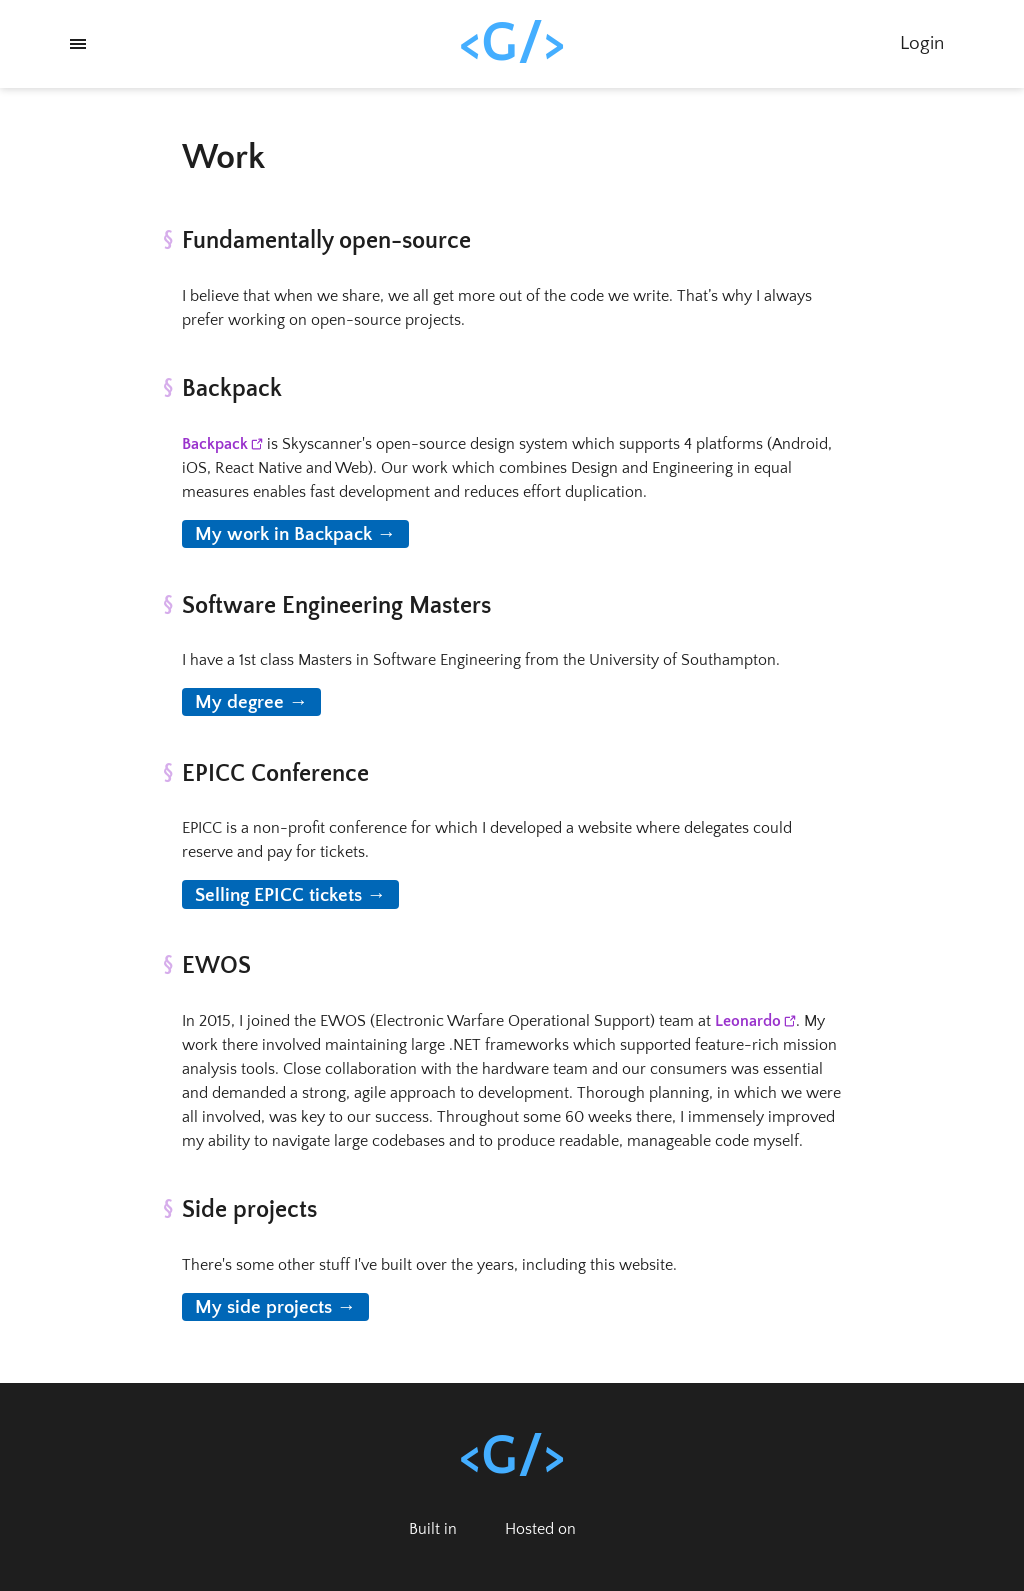 <G/>
Login
Work
§ Fundamentally open-source
I believe that when we share, we all get more out of the code we write. That's why I always
prefer working on open-source projects.
§ Backpack
Backpack is Skyscanner's open-source design system which supports 4 platforms (Android,
iOS, React Native and Web). Our work which combines Design and Engineering in equal
measures enables fast development and reduces effort duplication.
My work in Backpack →
§ Software Engineering Masters
I have a 1st class Masters in Software Engineering from the University of Southampton.
My degree →
§ EPICC Conference
EPICC is a non-profit conference for which I developed a website where delegates could
reserve and pay for tickets.
Selling EPICC tickets →
§ EWOS
In 2015, I joined the EWOS (Electronic Warfare Operational Support) team at Leonardo. My
work there involved maintaining large .NET frameworks which supported feature-rich mission
analysis tools. Close collaboration with the hardware team and our consumers was essential
and demanded a strong, agile approach to development. Thorough planning, in which we were
all involved, was key to our success. Throughout some 60 weeks there, I immensely improved
my ability to navigate large codebases and to produce readable, manageable code myself.
§ Side projects
There's some other stuff I've built over the years, including this website.
My side projects →
<G/>
Built in Hosted on